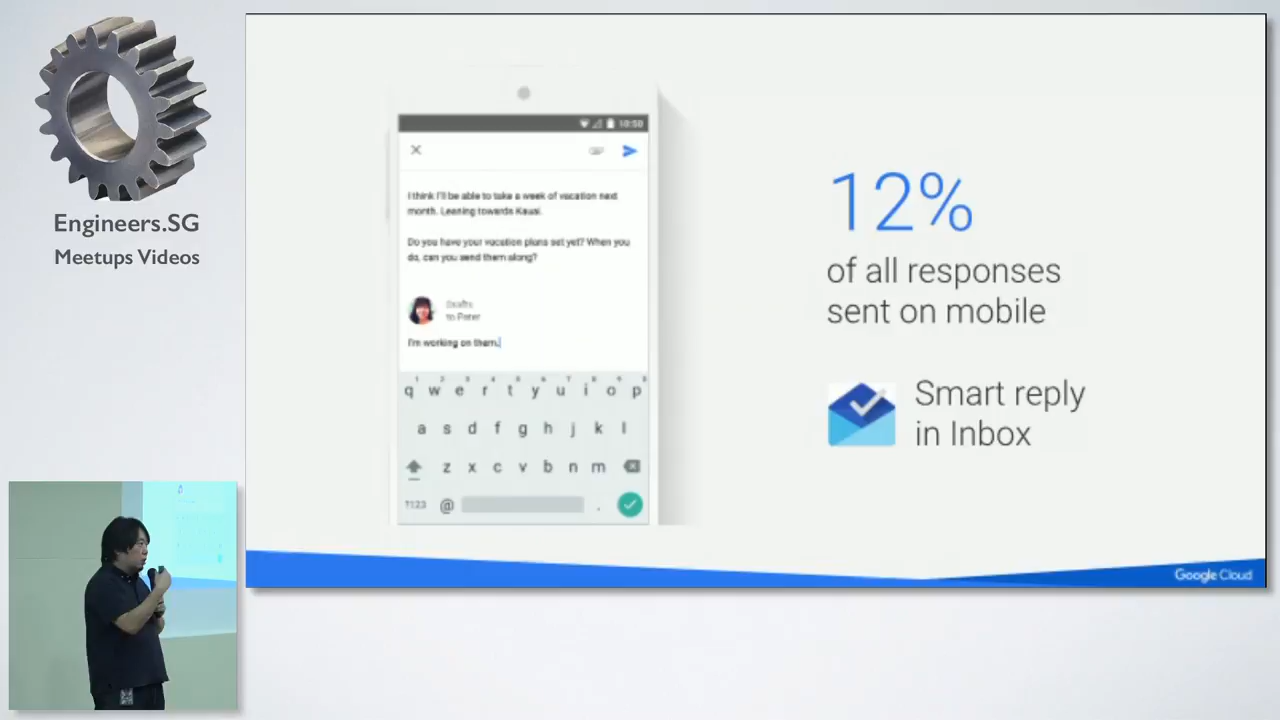 Engineers.SG
Meetups Videos
10:50
I think I'll be able to take a week of vacation next
month. Leaning towards Kauai.
Do you have your vacation plans set yet? When you
do, can you send them along?
Drafts
to Peter
I'm working on them.
q w e r t y u i o p
a s d f g h j k l
z x c v b n m
?123 @ .
12%
of all responses
sent on mobile
Smart reply
in Inbox
Google Cloud